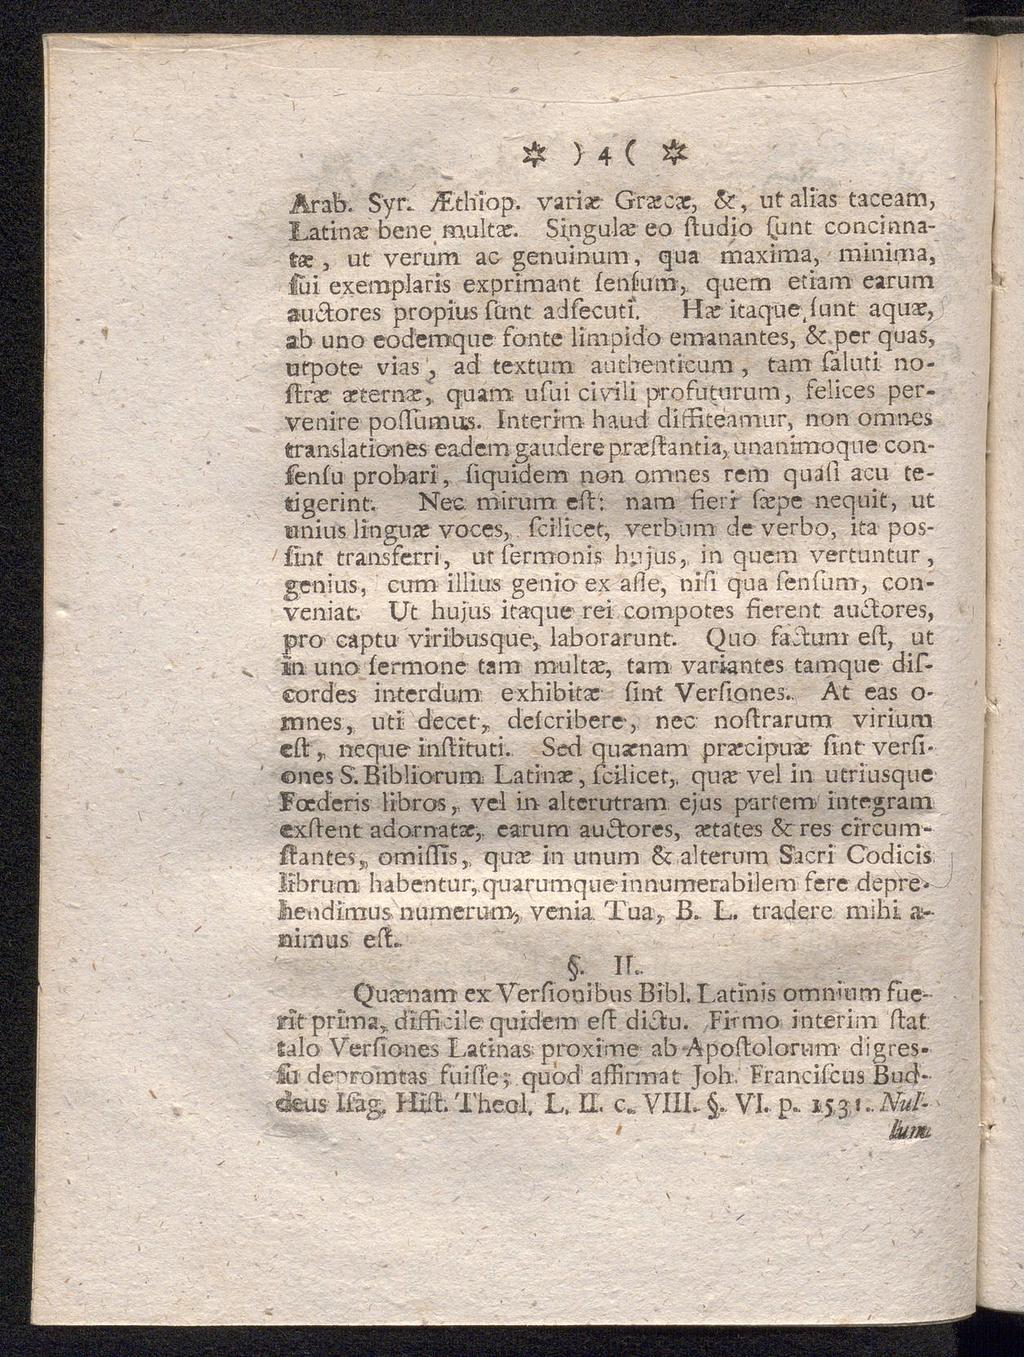 ✡ ) 4 ( ✡
Arab. Syr. Æthiop. variæ Græcæ, &, ut alias taceam,
Latinæ bene multæ. Singulæ eo ſtudio ſunt concinna-
tæ, ut verum ac genuinum, qua maxima, minima,
ſui exemplaris exprimant ſenſum, quem etiam earum
auctores propius ſunt adſecuti. Hæ itaque ſunt aquæ,
ab uno eodemque fonte limpido emanantes, & per quas,
utpote vias, ad textum authenticum, tam ſaluti no-
ſtræ æternæ, quam uſui civili profuturum, felices per-
venire poſſumus. Interim haud diffiteamur, non omnes
translationes eadem gaudere præſtantia, unanimoque con-
ſenſu probari, ſiquidem non omnes rem quaſi acu te-
tigerint. Nec mirum eſt: nam fieri ſæpe nequit, ut
unius linguæ voces, ſcilicet, verbum de verbo, ita pos-
ſint transferri, ut ſermonis hujus, in quem vertuntur,
genius, cum illius genio ex aſſe, niſi qua ſenſum, con-
veniat. Ut hujus itaque rei compotes fierent auctores,
pro captu viribusque, laborarunt. Quo factum eſt, ut
in uno ſermone tam multæ, tam variantes tamque diſ-
cordes interdum exhibitæ ſint Verſiones. At eas o-
mnes, uti decet, deſcribere, nec noſtrarum virium
eſt, neque inſtituti. Sed quænam præcipuæ ſint verſi-
ones S. Bibliorum Latinæ, ſcilicet, quæ vel in utriusque
Fœderis libros, vel in alterutram ejus partem integram
exſtent adornatæ, earum auctores, ætates & res circum-
ſtantes, omiſſis, quæ in unum & alterum Sacri Codicis
librum habentur, quarumque innumerabilem fere depre-
hendimus numerum, venia Tua, B. L. tradere mihi a-
nimus eſt.
§. II.
Quænam ex Verſionibus Bibl. Latinis omnium fue-
rit prima, difficile quidem eſt dictu. Firmo interim ſtat
talo Verſiones Latinas proxime ab Apoſtolorum digres-
ſu depromtas fuiſſe; quod affirmat Joh. Franciſcus Bud-
deus Iſag. Hiſt. Theol. L. II. c. VIII. §. VI. p. 1531. Nul-
lum